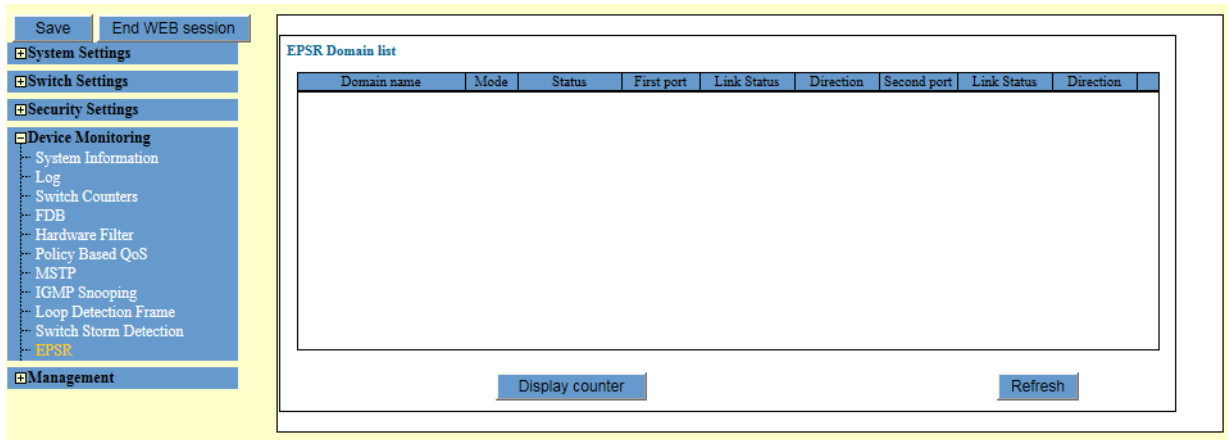 Save End WEB session
System Settings
Switch Settings
Security Settings
Device Monitoring
System Information
Log
Switch Counters
FDB
Hardware Filter
Policy Based QoS
MSTP
IGMP Snooping
Loop Detection Frame
Switch Storm Detection
EPSR
Management
EPSR Domain list
Domain name Mode Status First port Link Status Direction Second port Link Status Direction
Display counter Refresh